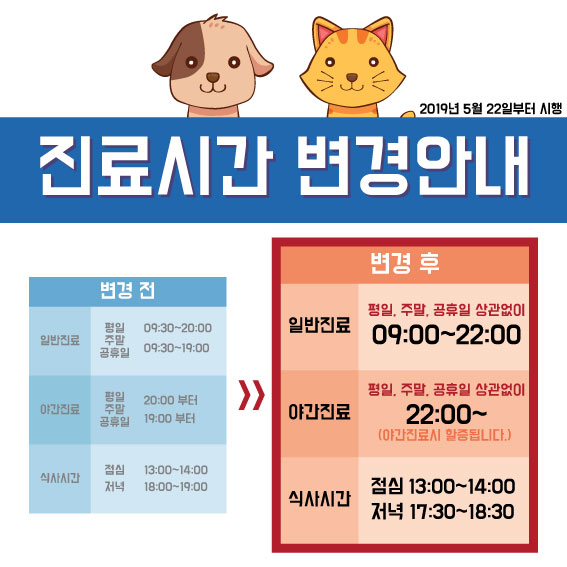 2019년 5월 22일부터 시행
진료시간 변경안내
변경 전
일반진료
평일 09:30~20:00
주말
공휴일 09:30~19:00
야간진료
평일 20:00 부터
주말
공휴일 19:00 부터
식사시간
점심 13:00~14:00
저녁 18:00~19:00
변경 후
일반진료
평일, 주말, 공휴일 상관없이
09:00~22:00
야간진료
평일, 주말, 공휴일 상관없이
22:00~
(야간진료시 할증됩니다.)
식사시간
점심 13:00~14:00
저녁 17:30~18:30